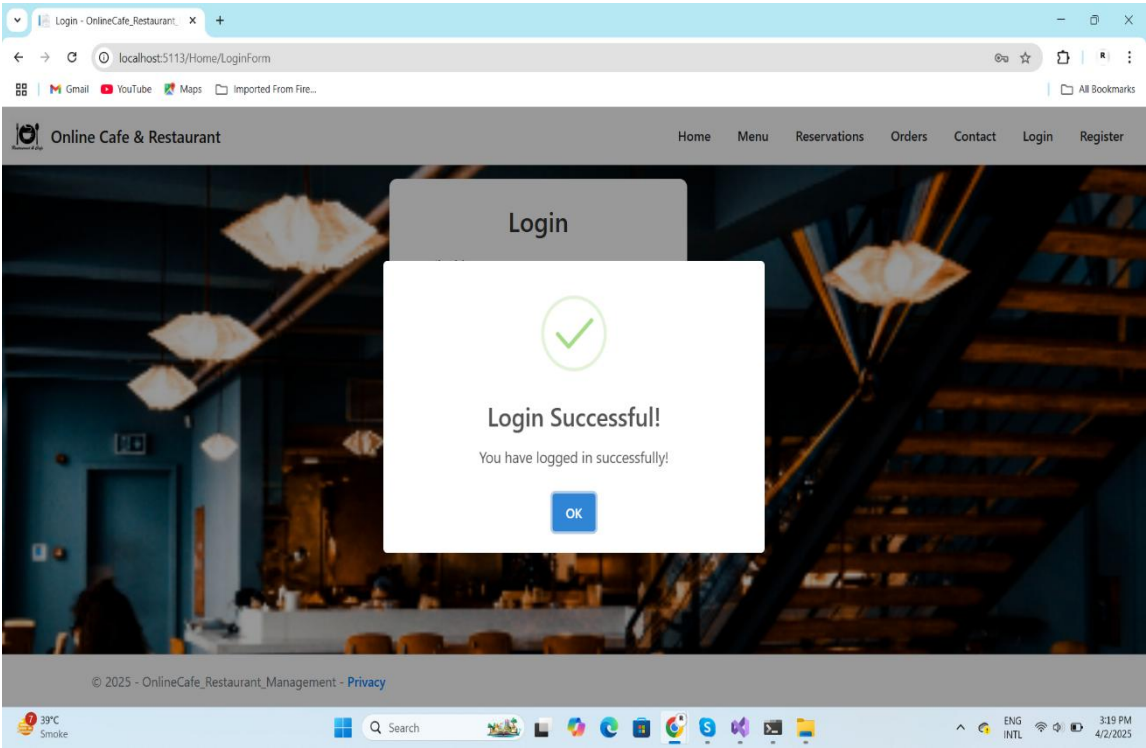 Login - OnlineCafe_Restaurant_
localhost:5113/Home/LoginForm
Gmail YouTube Maps Imported From Fire... All Bookmarks
Online Cafe & Restaurant Home Menu Reservations Orders Contact Login Register
Login
Login Successful!
You have logged in successfully!
OK
© 2025 - OnlineCafe_Restaurant_Management - Privacy
7 39°C Search ENG 3:19 PM
Smoke INTL 4/2/2025